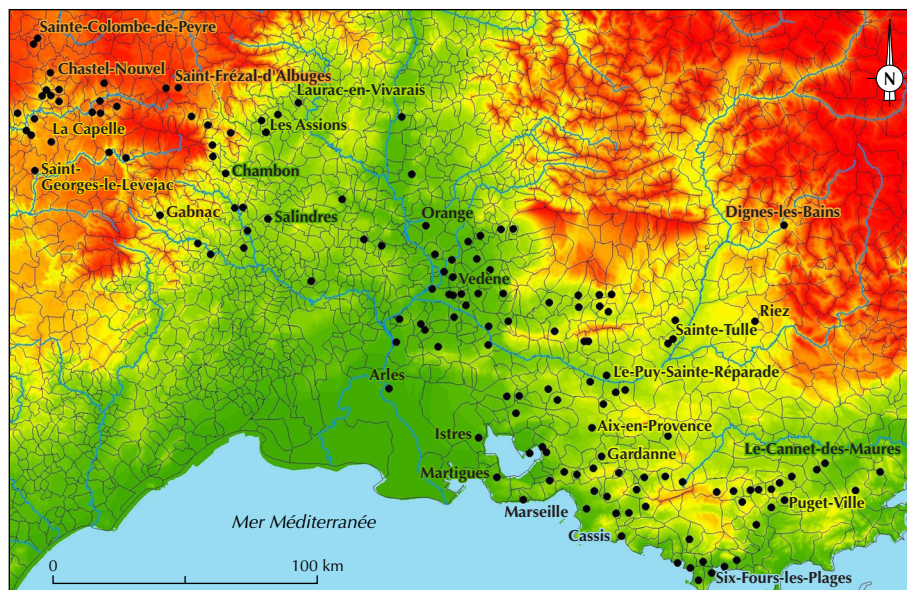 Sainte-Colombe-de-Peyre
Chastel-Nouvel
Saint-Frézal-d'Albuges
N
Laurac-en-Vivarais
La Capelle
Les Assions
Saint-
Georges-le-Levejac
Chambon
Gabnac
Salindres
Orange
Dignes-les-Bains
Vedène
Riez
Sainte-Tulle
Le-Puy-Sainte-Réparade
Arles
Aix-en-Provence
Istres
Gardanne
Le-Cannet-des-Maures
Martigues
Puget-Ville
Marseille
Mer Méditerranée
Cassis
0 100 km
Six-Fours-les-Plages